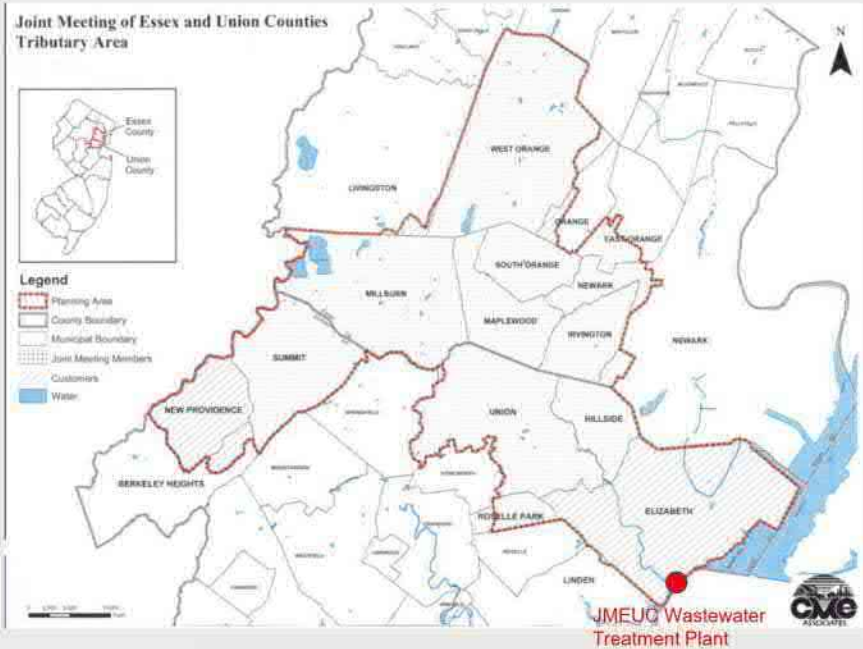 Joint Meeting of Essex and Union Counties
Tributary Area
N
Essex
County
Union
County
WEST ORANGE
LIVINGSTON
ORANGE
EAST ORANGE
SOUTH ORANGE
NEWARK
MILLBURN
MAPLEWOOD
IRVINGTON
NEWARK
Legend
Planning Area
County Boundary
Municipal Boundary
Joint Meeting Members
Customers
Water
SUMMIT
NEW PROVIDENCE
UNION
HILLSIDE
BERKELEY HEIGHTS
ROSELLE PARK
ELIZABETH
ROSELLE
LINDEN
JMEUC Wastewater
Treatment Plant
CME
ASSOCIATES